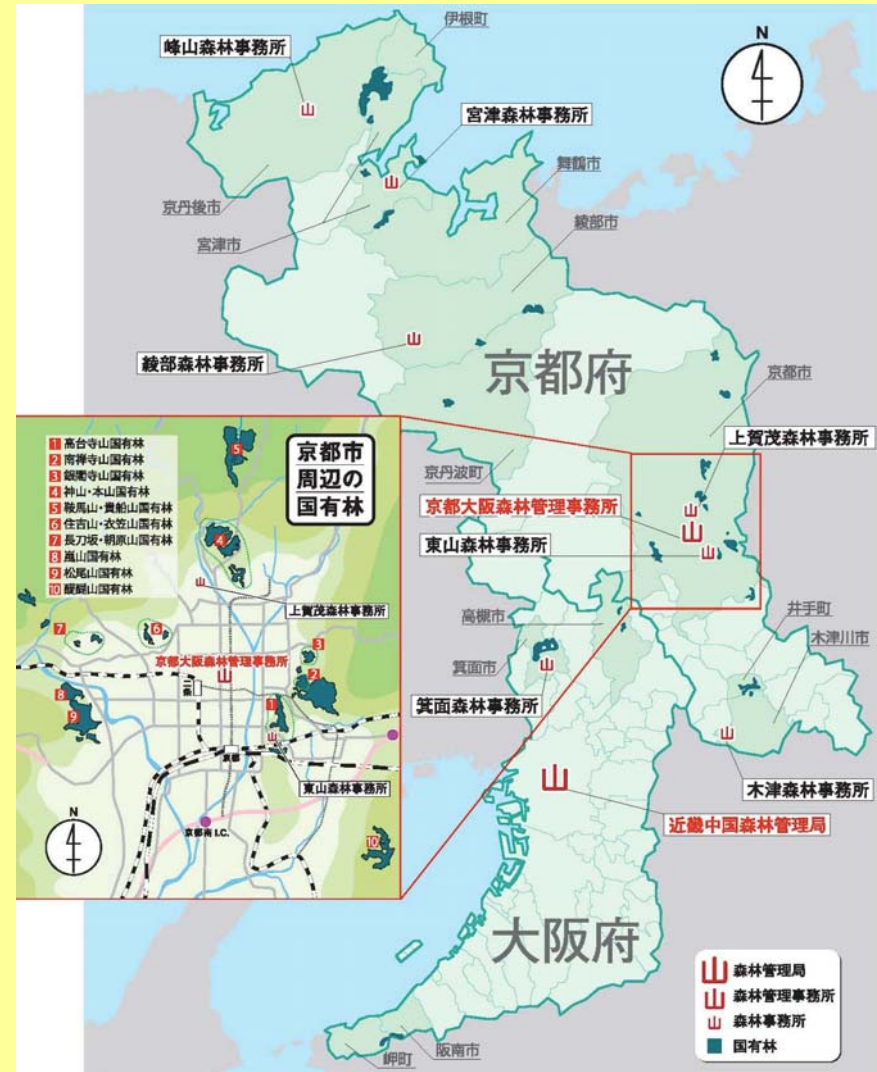 伊根町
峰山森林事務所
N
宮津森林事務所
舞鶴市
京丹後市
綾部市
宮津市
綾部森林事務所
京都府
京都市
上賀茂森林事務所
京丹波町
京都大阪森林管理事務所
東山森林事務所
高槻市
井手町
木津川市
箕面市
箕面森林事務所
木津森林事務所
近畿中国森林管理局
大阪府
阪南市
岬町
森林管理局
森林管理事務所
森林事務所
国有林
京都市
周辺の
国有林
1 高台寺山国有林
2 南禅寺山国有林
3 銀閣寺山国有林
4 神山・本山国有林
5 鞍馬山・貴船山国有林
6 住吉山・衣笠山国有林
7 長刀坂・朝原山国有林
8 嵐山国有林
9 松尾山国有林
10 醍醐山国有林
5
4
上賀茂森林事務所
7
6
3
京都大阪森林管理事務所
2
二条
8
1
9
京都
東山森林事務所
N
京都南 I.C.
10